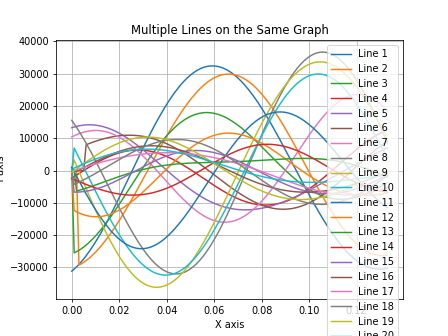 Multiple Lines on the Same Graph
40000
30000
20000
10000
0
−10000
−20000
−30000
0.00
0.02
0.04
0.06
0.08
0.10
X axis
Line 1
Line 2
Line 3
Line 4
Line 5
Line 6
Line 7
Line 8
Line 9
Line 10
Line 11
Line 12
Line 13
Line 14
Line 15
Line 16
Line 17
Line 18
Line 19